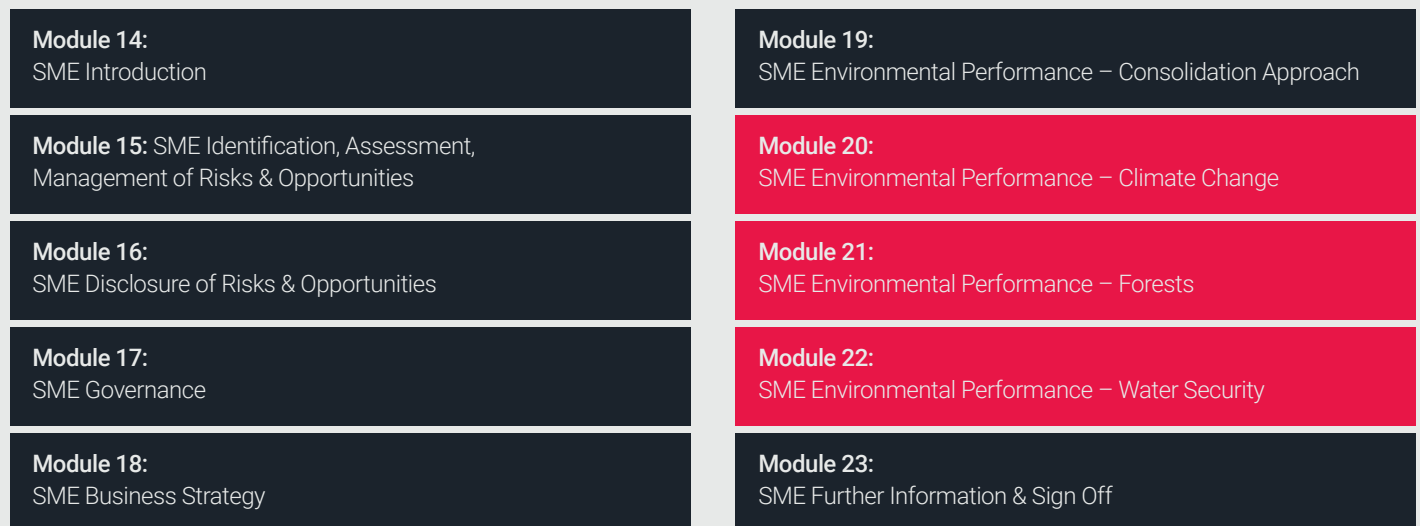 Module 14:
SME Introduction
Module 15: SME Identification, Assessment,
Management of Risks & Opportunities
Module 16:
SME Disclosure of Risks & Opportunities
Module 17:
SME Governance
Module 18:
SME Business Strategy
Module 19:
SME Environmental Performance – Consolidation Approach
Module 20:
SME Environmental Performance – Climate Change
Module 21:
SME Environmental Performance – Forests
Module 22:
SME Environmental Performance – Water Security
Module 23:
SME Further Information & Sign Off